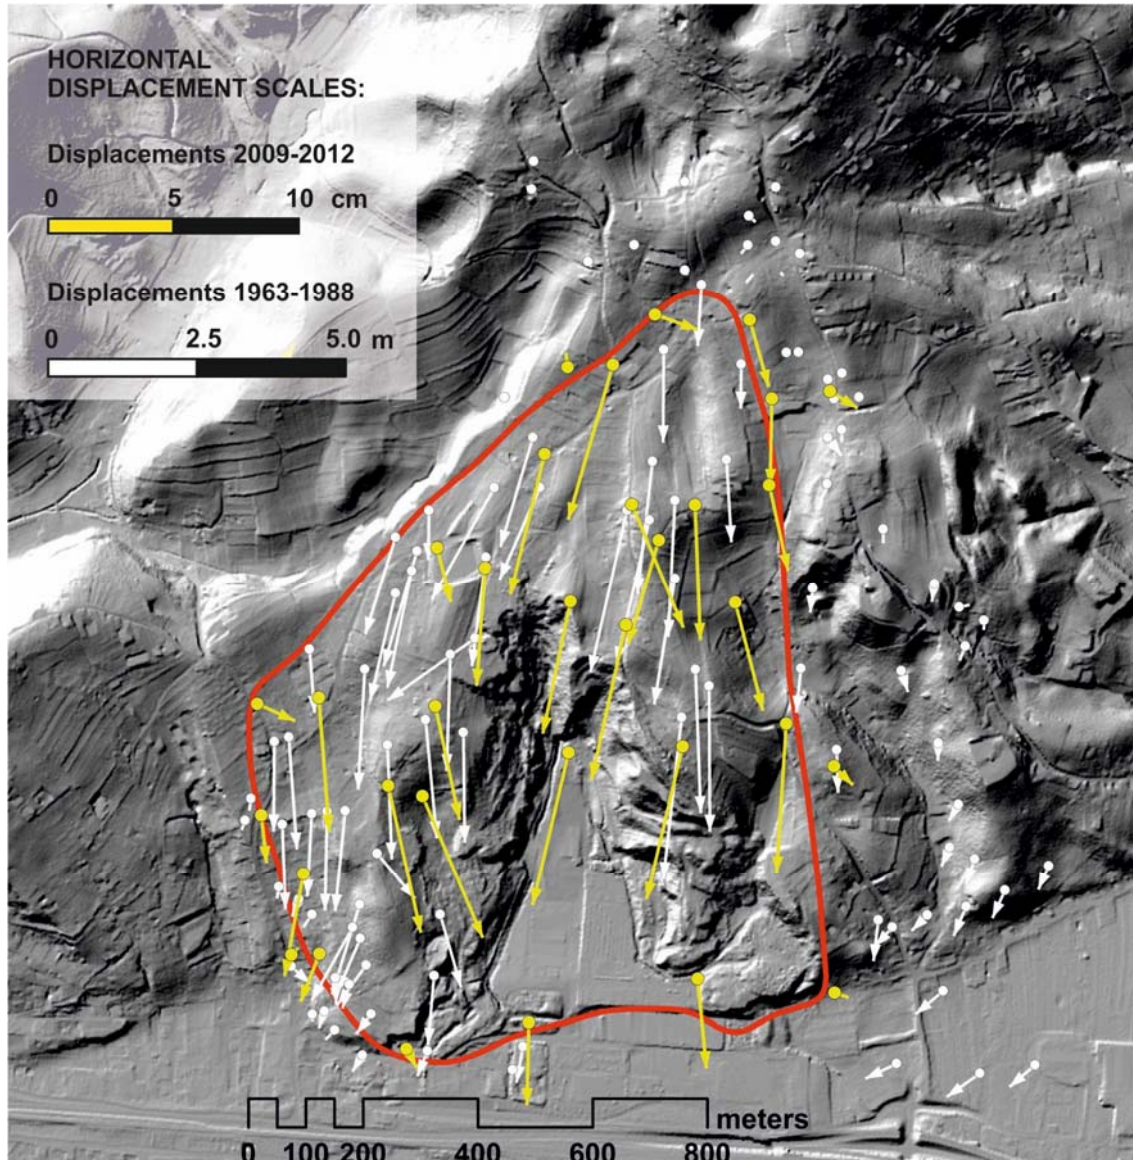 HORIZONTAL
DISPLACEMENT SCALES:
Displacements 2009-2012
0 5 10 cm
Displacements 1963-1988
0 2.5 5.0 m
meters
0 100 200 400 600 800